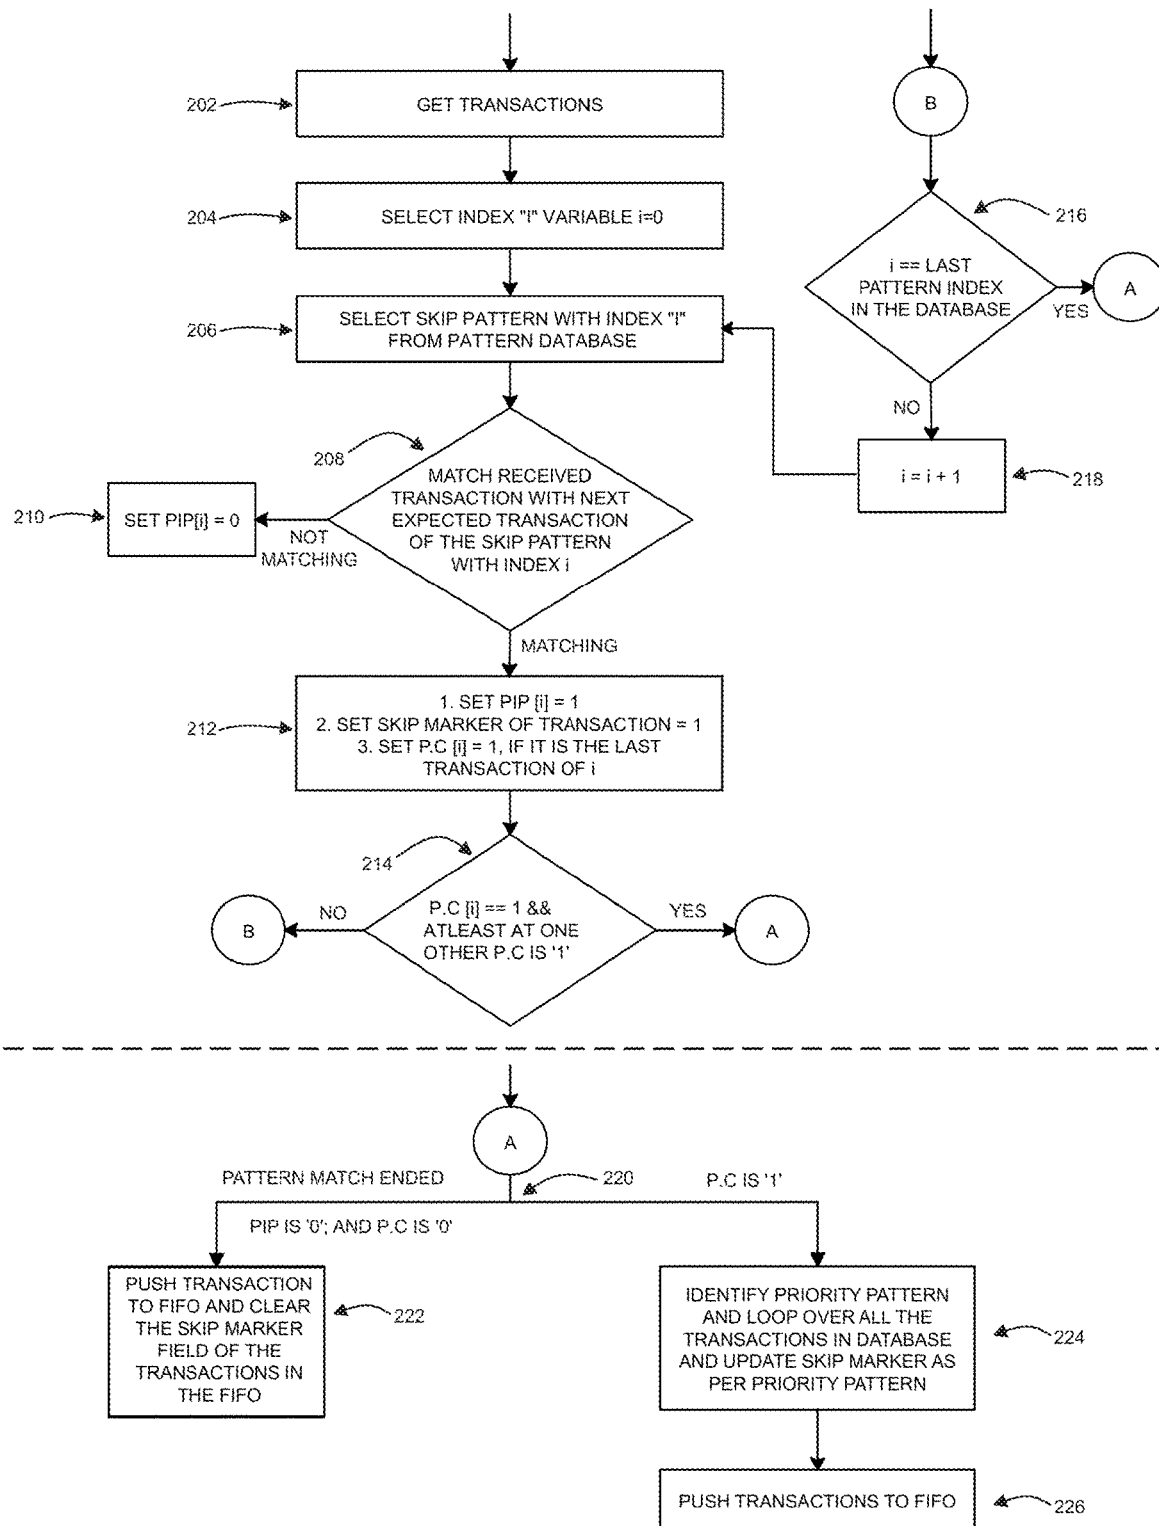 202
GET TRANSACTIONS
204
SELECT INDEX "I" VARIABLE i=0
206
SELECT SKIP PATTERN WITH INDEX "I"
FROM PATTERN DATABASE
208
MATCH RECEIVED
TRANSACTION WITH NEXT
EXPECTED TRANSACTION
OF THE SKIP PATTERN
WITH INDEX i
210
SET PIP[i] = 0
NOT
MATCHING
MATCHING
212
1. SET PIP [i] = 1
2. SET SKIP MARKER OF TRANSACTION = 1
3. SET P.C [i] = 1, IF IT IS THE LAST
TRANSACTION OF i
214
P.C [i] == 1 &&
ATLEAST AT ONE
OTHER P.C IS '1'
NO
B
YES
A
B
216
i == LAST
PATTERN INDEX
IN THE DATABASE
YES
A
NO
i = i + 1
218
A
220
PATTERN MATCH ENDED
PIP IS '0'; AND P.C IS '0'
P.C IS '1'
PUSH TRANSACTION
TO FIFO AND CLEAR
THE SKIP MARKER
FIELD OF THE
TRANSACTIONS IN
THE FIFO
222
IDENTIFY PRIORITY PATTERN
AND LOOP OVER ALL THE
TRANSACTIONS IN DATABASE
AND UPDATE SKIP MARKER AS
PER PRIORITY PATTERN
224
PUSH TRANSACTIONS TO FIFO
226